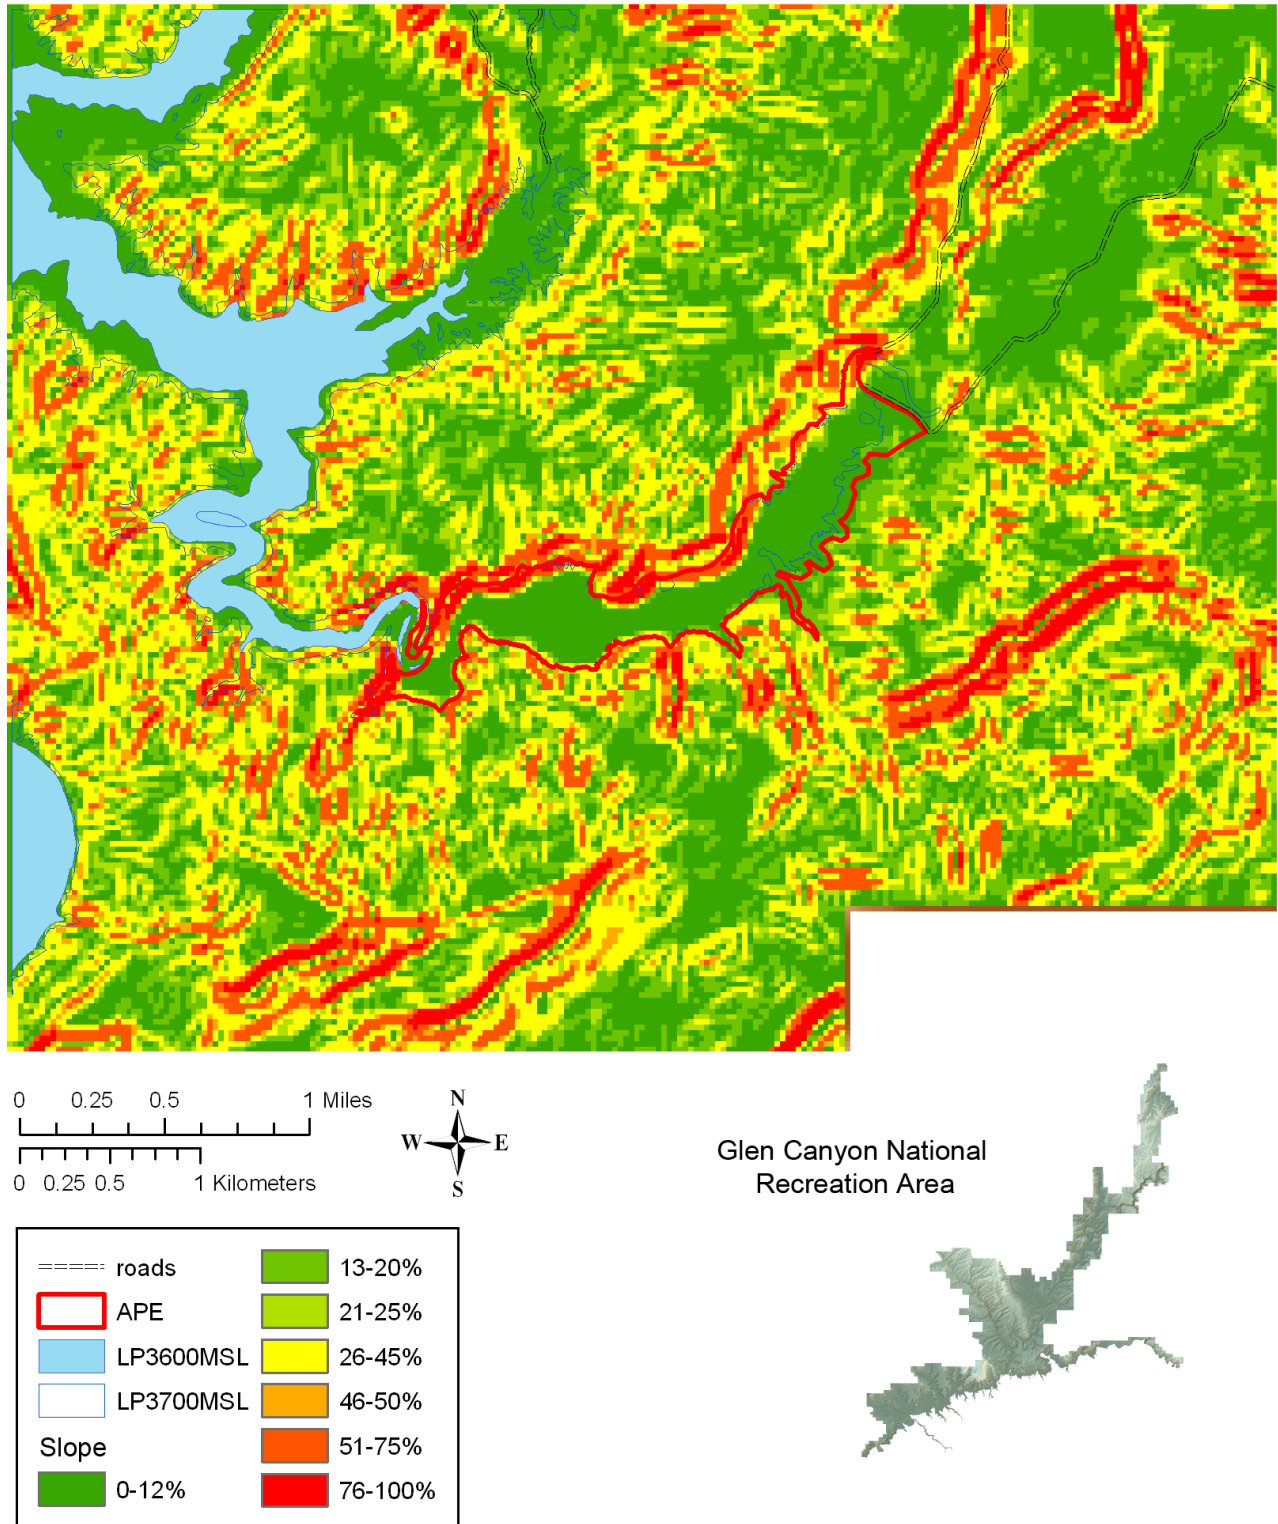 0 0.25 0.5 1 Miles
0 0.25 0.5 1 Kilometers
N
W E
S
Glen Canyon National
Recreation Area
roads
APE
LP3600MSL
LP3700MSL
Slope
0-12%
13-20%
21-25%
26-45%
46-50%
51-75%
76-100%